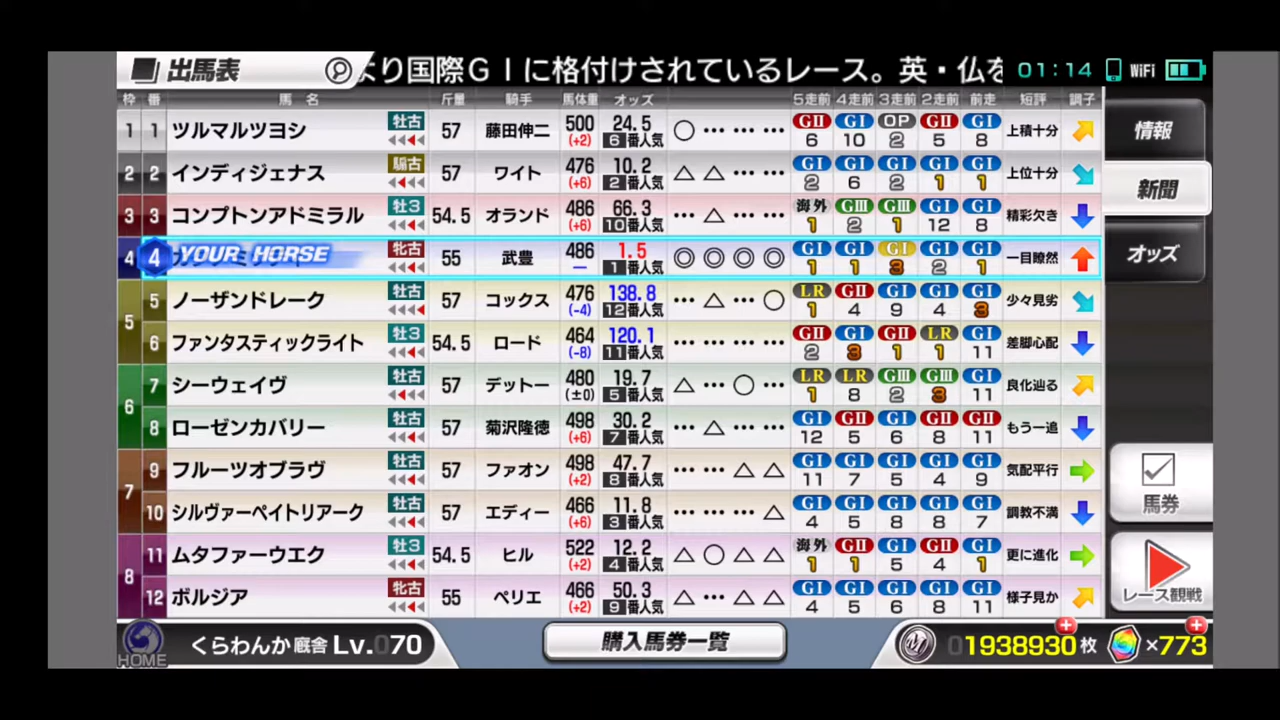 出馬表 より国際GⅠに格付けされているレース。英・仏を 01:14 WiFi
枠 番 馬名 斤量 騎手 馬体重 オッズ 5走前 4走前 3走前 2走前 前走 短評 調子
1 1 ツルマルツヨシ 牡古 57 藤田伸二 500 (+2) 24.5 6番人気 ○ … … … GII 6 GI 10 OP 2 GII 5 GI 8 上積十分
2 2 インディジェナス 騸古 57 ワイト 476 (+6) 10.2 2番人気 △ △ … … GI 2 GI 6 GI 2 GI 1 GI 1 上位十分
3 3 コンプトンアドミラル 牡3 54.5 オランド 486 (+6) 66.3 10番人気 … △ … … 海外 1 GIII 2 GIII 1 GI 12 GI 8 精彩欠き
4 4 YOUR HORSE 牝古 55 武豊 486 ― 1.5 1番人気 ◎ ◎ ◎ ◎ GI 1 GI 1 GI 3 GI 2 GI 1 一目瞭然
5 5 ノーザンドレーク 牡古 57 コックス 476 (-4) 138.8 12番人気 … △ … ○ LR 1 GII 4 GI 9 GI 4 GI 3 少々見劣
6 ファンタスティックライト 牡3 54.5 ロード 464 (-8) 120.1 11番人気 … … … … GII 2 GI 3 GII 1 LR 1 GI 11 差脚心配
6 7 シーウェイヴ 牡古 57 デットー 480 (±0) 19.7 5番人気 △ … ○ … LR 1 LR 8 GIII 2 GIII 3 GI 11 良化辿る
8 ローゼンカバリー 牡古 57 菊沢隆徳 498 (+6) 30.2 7番人気 … △ … … GI 12 GII 5 GI 6 GII 8 GII 11 もう一追
7 9 フルーツオブラヴ 牡古 57 ファオン 498 (+2) 47.7 8番人気 … … △ △ GI 11 GI 7 GI 5 GI 4 GI 9 気配平行
10 シルヴァーペイトリアーク 牡古 57 エディー 466 (+6) 11.8 3番人気 … … … △ GI 4 GI 5 GI 8 GI 8 GI 7 調教不満
8 11 ムタファーウエク 牡3 54.5 ヒル 522 (+2) 12.2 4番人気 △ ○ △ △ 海外 1 GII 1 GI 5 GII 4 GI 1 更に進化
12 ボルジア 牝古 55 ペリエ 466 (+2) 50.3 9番人気 △ … △ △ GI 4 GI 5 GI 6 GI 8 GI 11 様子見か
情報
新聞
オッズ
馬券
レース観戦
HOME くらわんか厩舎 Lv.070 購入馬券一覧 01938930枚 ×773